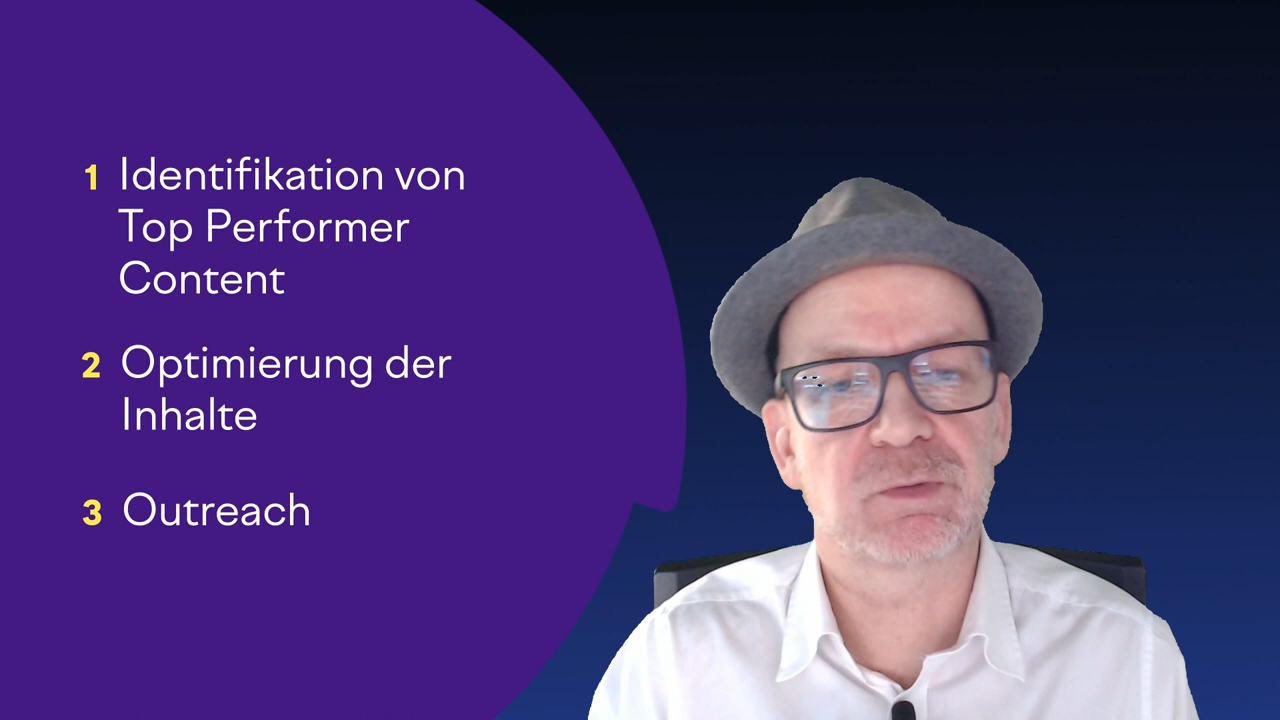 1 Identifikation von
Top Performer
Content
2 Optimierung der
Inhalte
3 Outreach